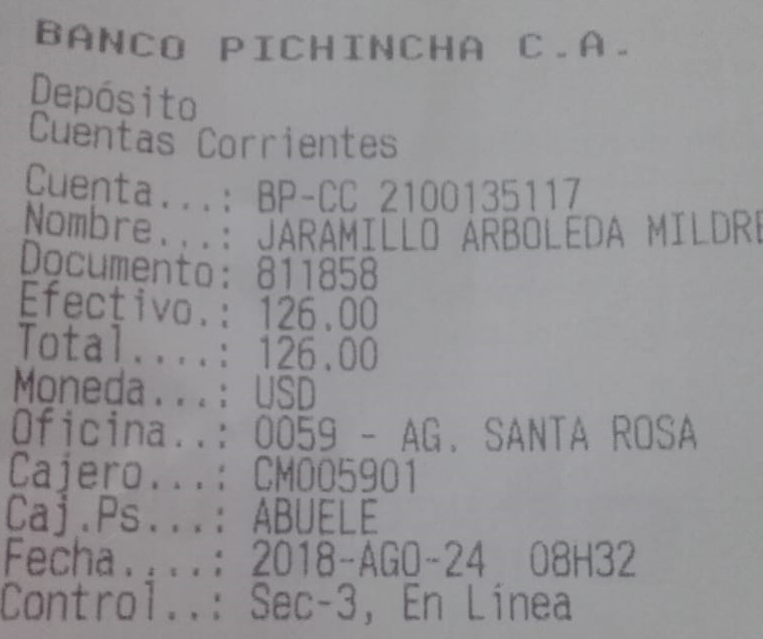 BANCO PICHINCHA C.A.
Depósito
Cuentas Corrientes
Cuenta...: BP-CC 2100135117
Nombre...: JARAMILLO ARBOLEDA MILDRE
Documento: 811858
Efectivo.: 126.00
Total....: 126.00
Moneda...: USD
Oficina..: 0059 - AG. SANTA ROSA
Cajero...: CM005901
Caj.Ps...: ABUELE
Fecha....: 2018-AGO-24 08H32
Control..: Sec-3, En Línea